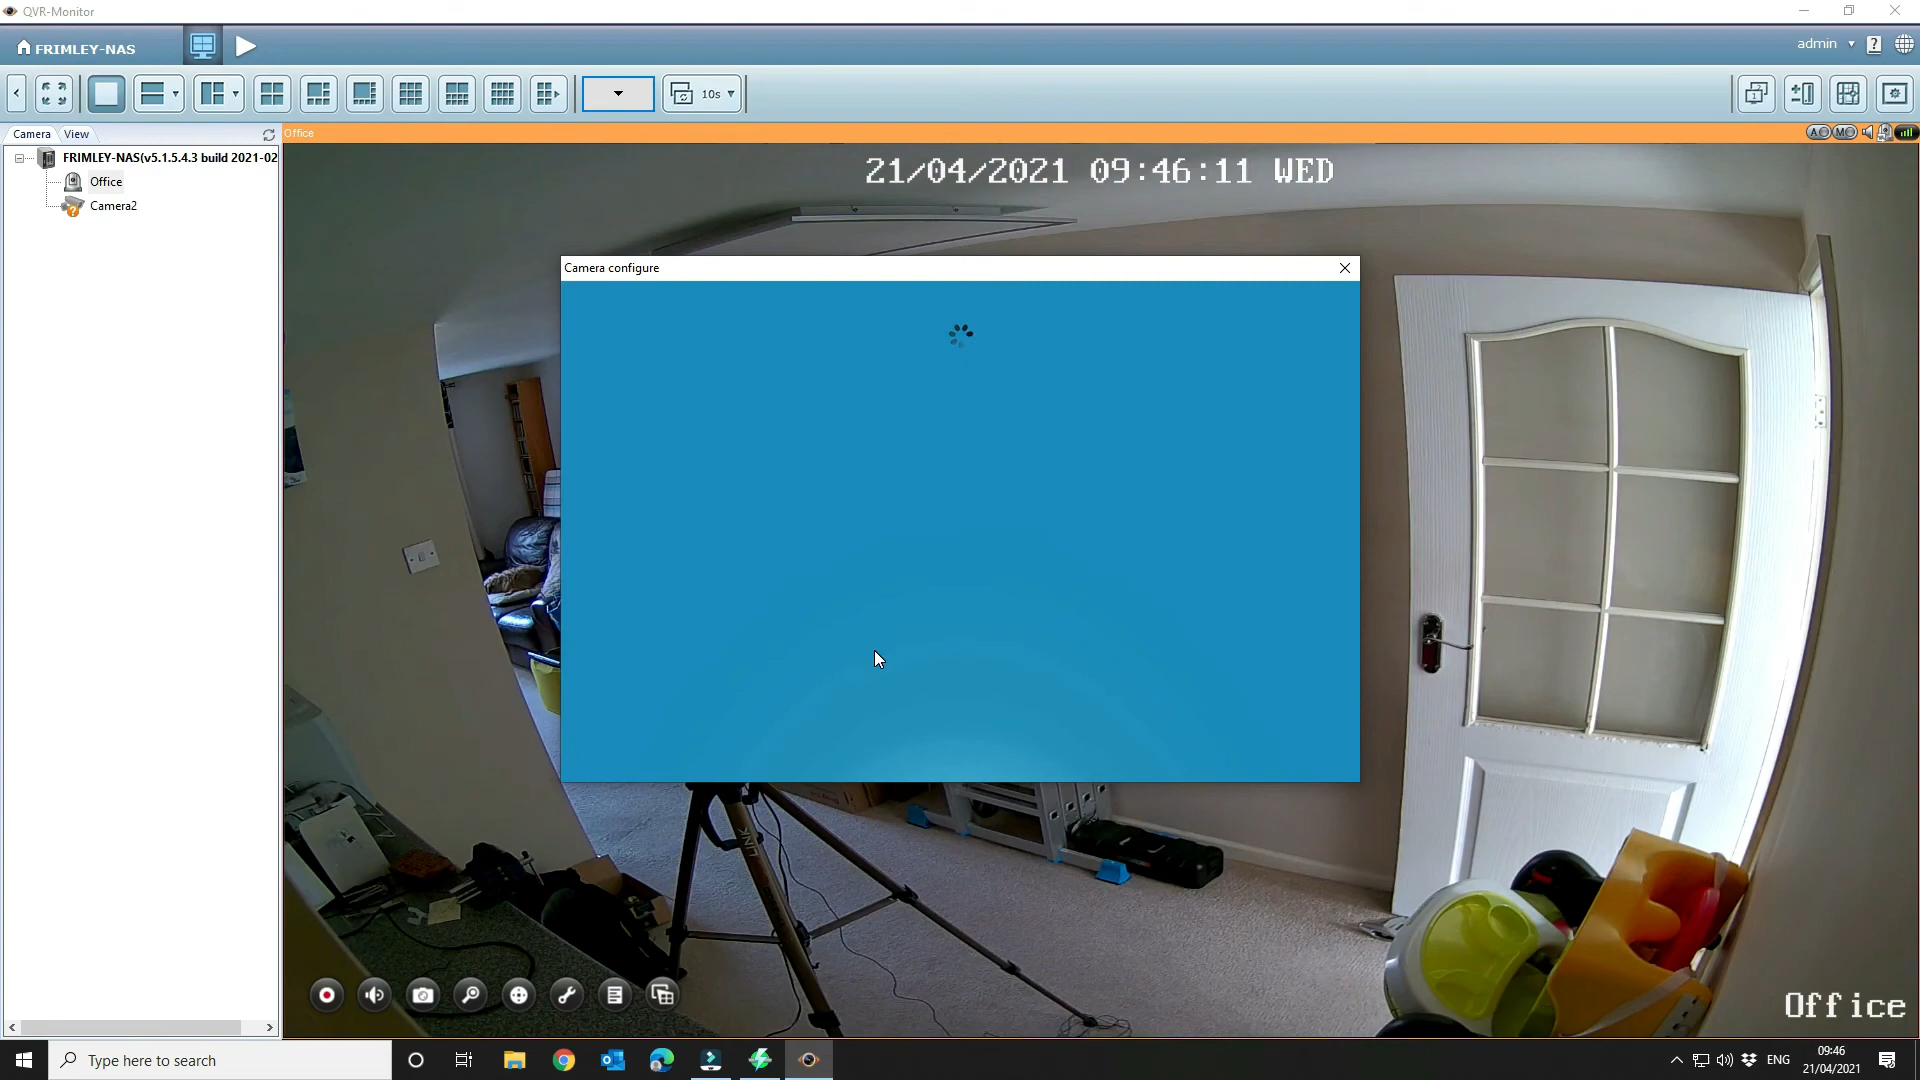 QVR-Monitor
FRIMLEY-NAS
admin
?
10s
Camera
View
Office
A
M
FRIMLEY-NAS(v5.1.5.4.3 build 2021-02
Office
Camera2
21/04/2021 09:46:11 WED
Camera configure
LINK
Office
Type here to search
ENG
09:46
21/04/2021